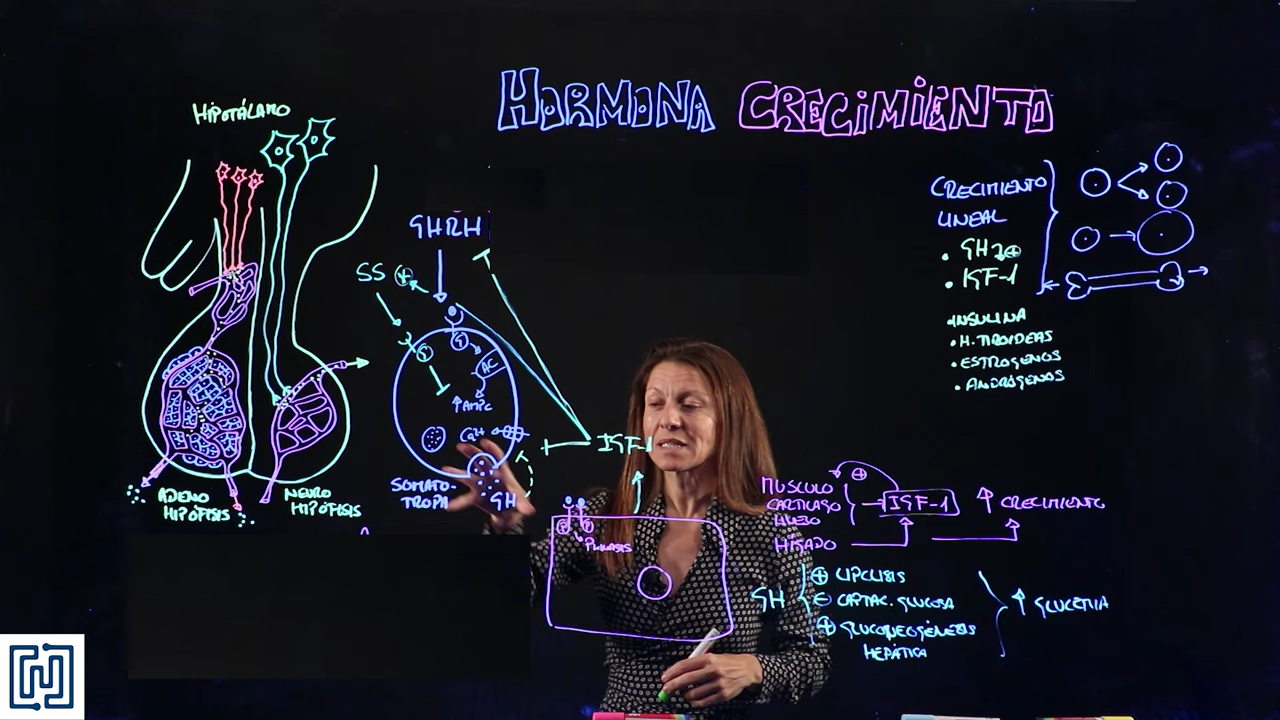 HORMONA CRECIMIENTO
HIPOTÁLAMO
GHRH
SS +
G
G
AC
↑AMPc
Ca2+
SOMATO-
TROPA
GH
ADENO
HIPÓFISIS
NEURO
HIPÓFISIS
IGF-1
CRECIMIENTO
LINEAL
• GH +
• IGF-1
• INSULINA
• H. TIROIDEAS
• ESTRÓGENOS
• ANDRÓGENOS
+
MÚSCULO
CARTÍLAGO
HUESO
HÍGADO
IGF-1
↑ CRECIMIENTO
GH
+ LIPÓLISIS
- CAPTAC. GLUCOSA
+ GLUCONEOGÉNESIS
HEPÁTICA
↑ GLUCEMIA